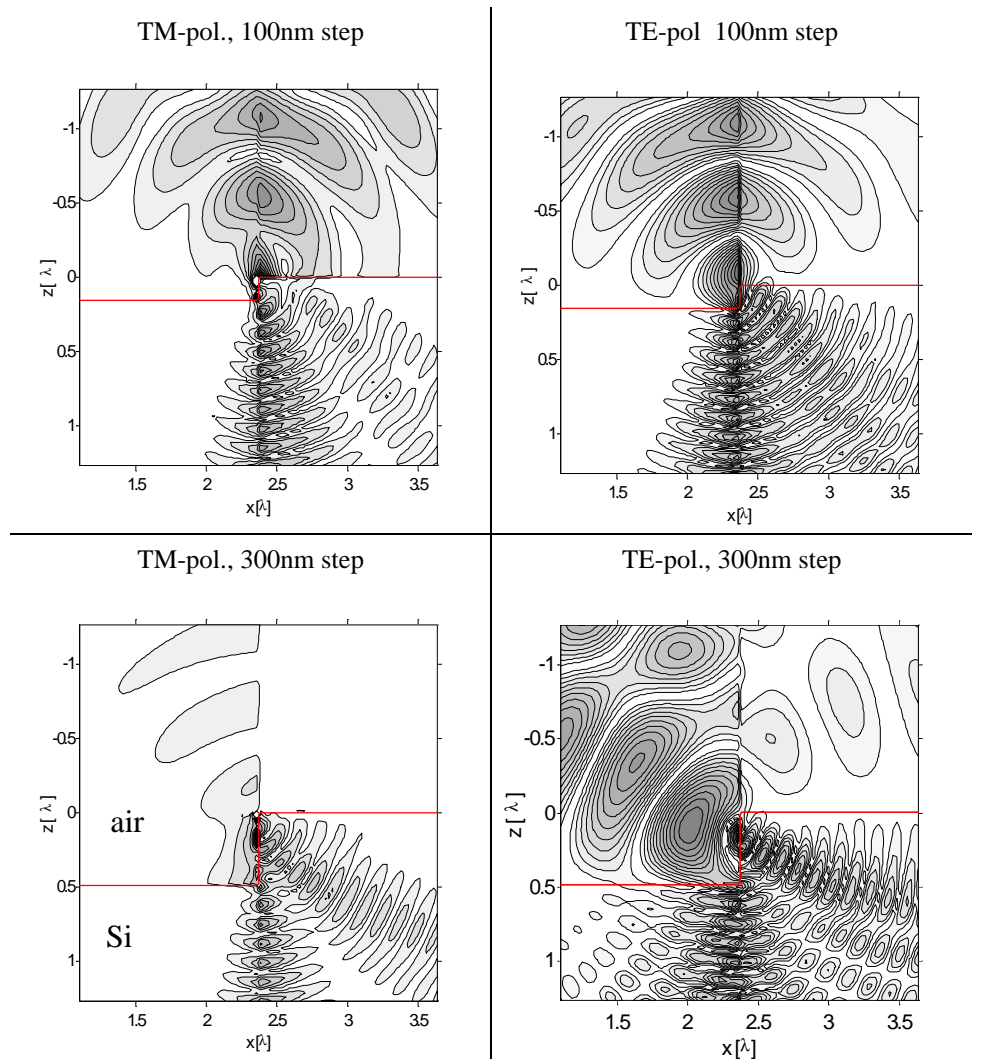 TM-pol., 100nm step
-1
-0.5
0
0.5
1
z[ λ]
1.5 2 2.5 3 3.5
x[λ]
TE-pol 100nm step
-1
-0.5
0
0.5
1
z[ λ]
1.5 2 2.5 3 3.5
x[λ]
TM-pol., 300nm step
-1
-0.5
0
0.5
1
z[ λ]
air
Si
1.5 2 2.5 3 3.5
x[λ]
TE-pol., 300nm step
-1
-0.5
0
0.5
1
z[ λ]
1.5 2 2.5 3 3.5
x[λ]